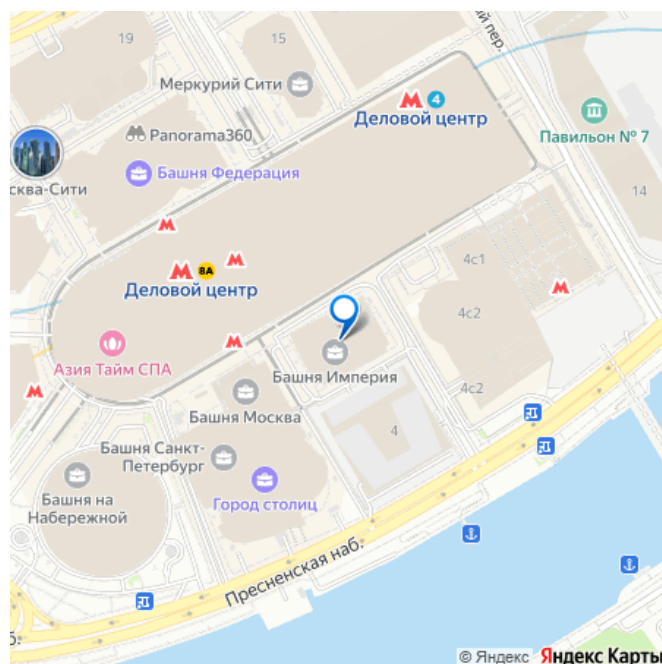 19
15
ий пер.
Меркурий Сити
4
Деловой центр
Павильон № 7
Panorama360
сква-Сити
Башня Федерация
14
4с1
8А
Деловой центр
4с2
Азия Тайм СПА
Башня Империя
4с2
Башня Москва
4
Башня Санкт-
Петербург
Башня на
Набережной
Город столиц
Пресненская наб.
б.
© Яндекс Яндекс Карты